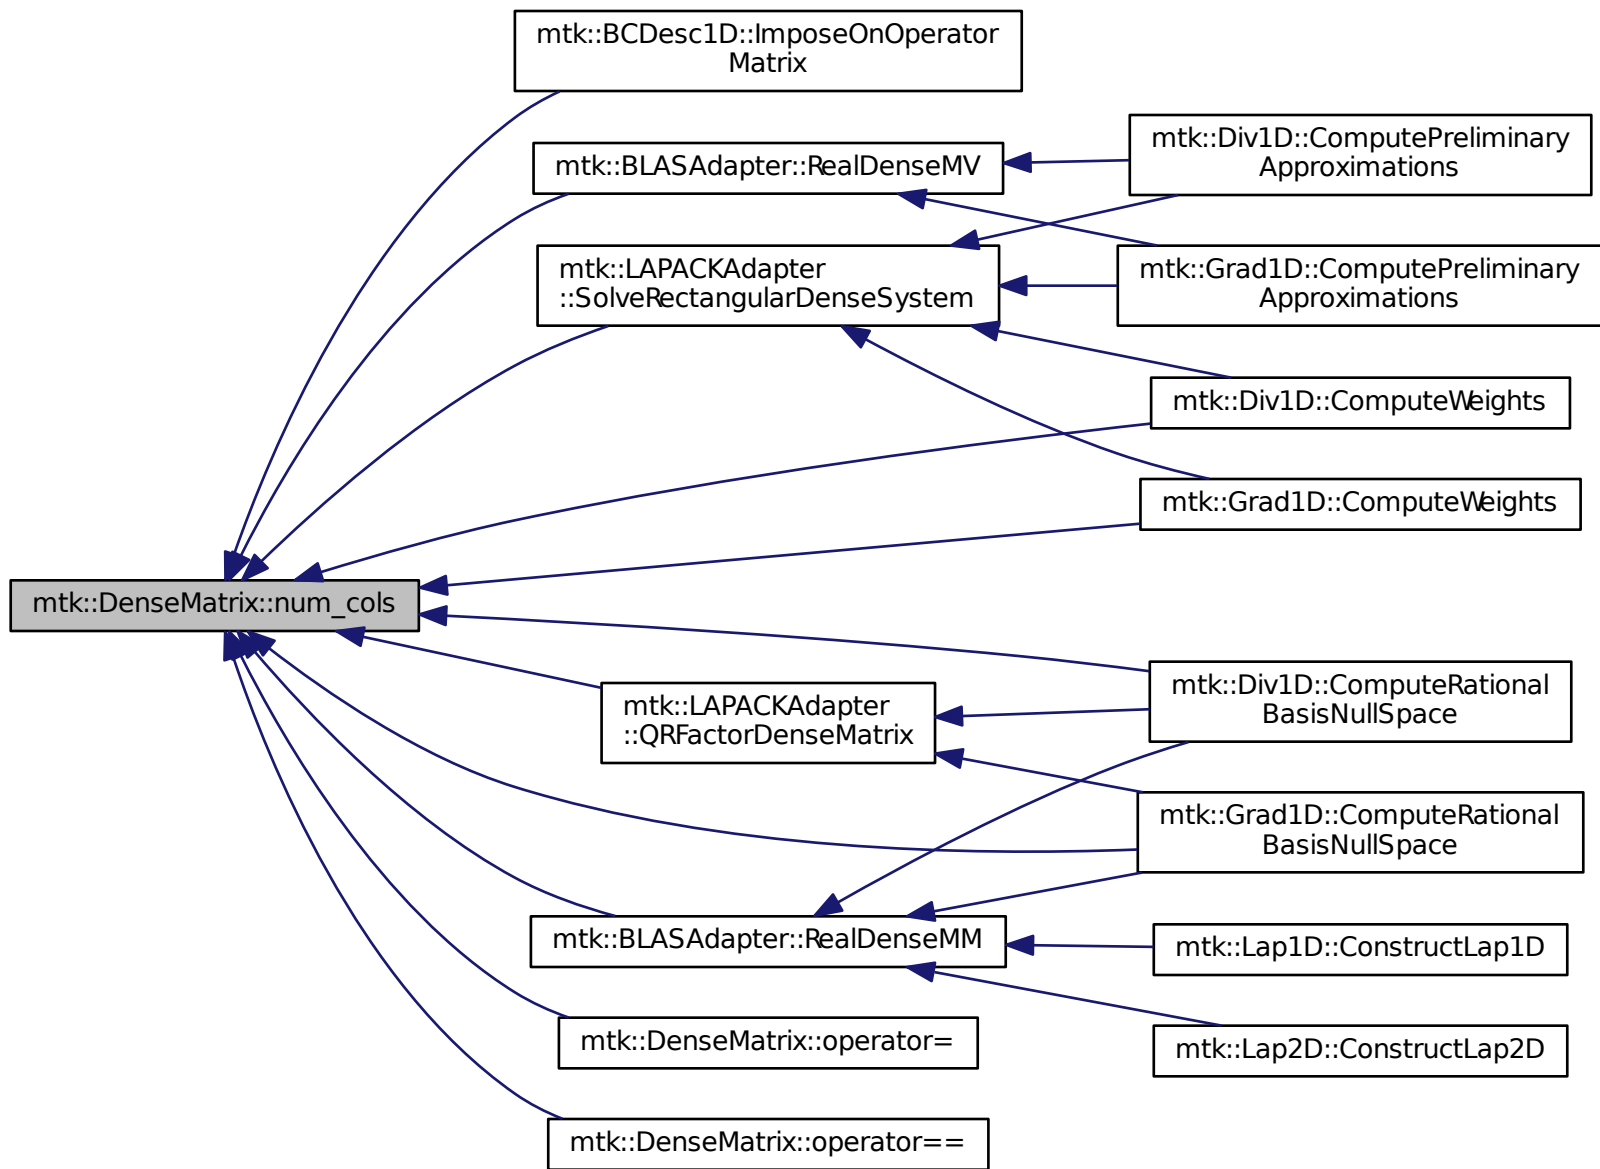 mtk::BCDesc1D::ImposeOnOperator
Matrix
mtk::BLASAdapter::RealDenseMV
mtk::Div1D::ComputePreliminary
Approximations
mtk::LAPACKAdapter
::SolveRectangularDenseSystem
mtk::Grad1D::ComputePreliminary
Approximations
mtk::Div1D::ComputeWeights
mtk::Grad1D::ComputeWeights
mtk::DenseMatrix::num_cols
mtk::LAPACKAdapter
::QRFactorDenseMatrix
mtk::Div1D::ComputeRational
BasisNullSpace
mtk::Grad1D::ComputeRational
BasisNullSpace
mtk::BLASAdapter::RealDenseMM
mtk::Lap1D::ConstructLap1D
mtk::DenseMatrix::operator=
mtk::Lap2D::ConstructLap2D
mtk::DenseMatrix::operator==